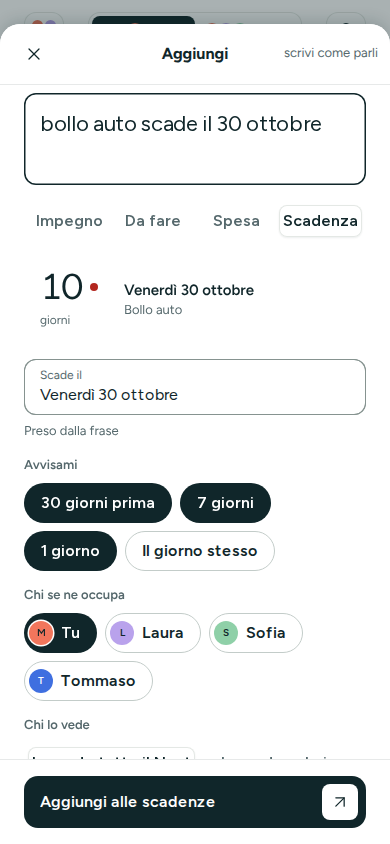 Aggiungi
scrivi come parli
bollo auto scade il 30 ottobre
Impegno Da fare Spesa Scadenza
10
giorni
Venerdì 30 ottobre
Bollo auto
Scade il
Venerdì 30 ottobre
Preso dalla frase
Avvisami
30 giorni prima 7 giorni
1 giorno Il giorno stesso
Chi se ne occupa
M Tu L Laura S Sofia
T Tommaso
Chi lo vede
Aggiungi alle scadenze